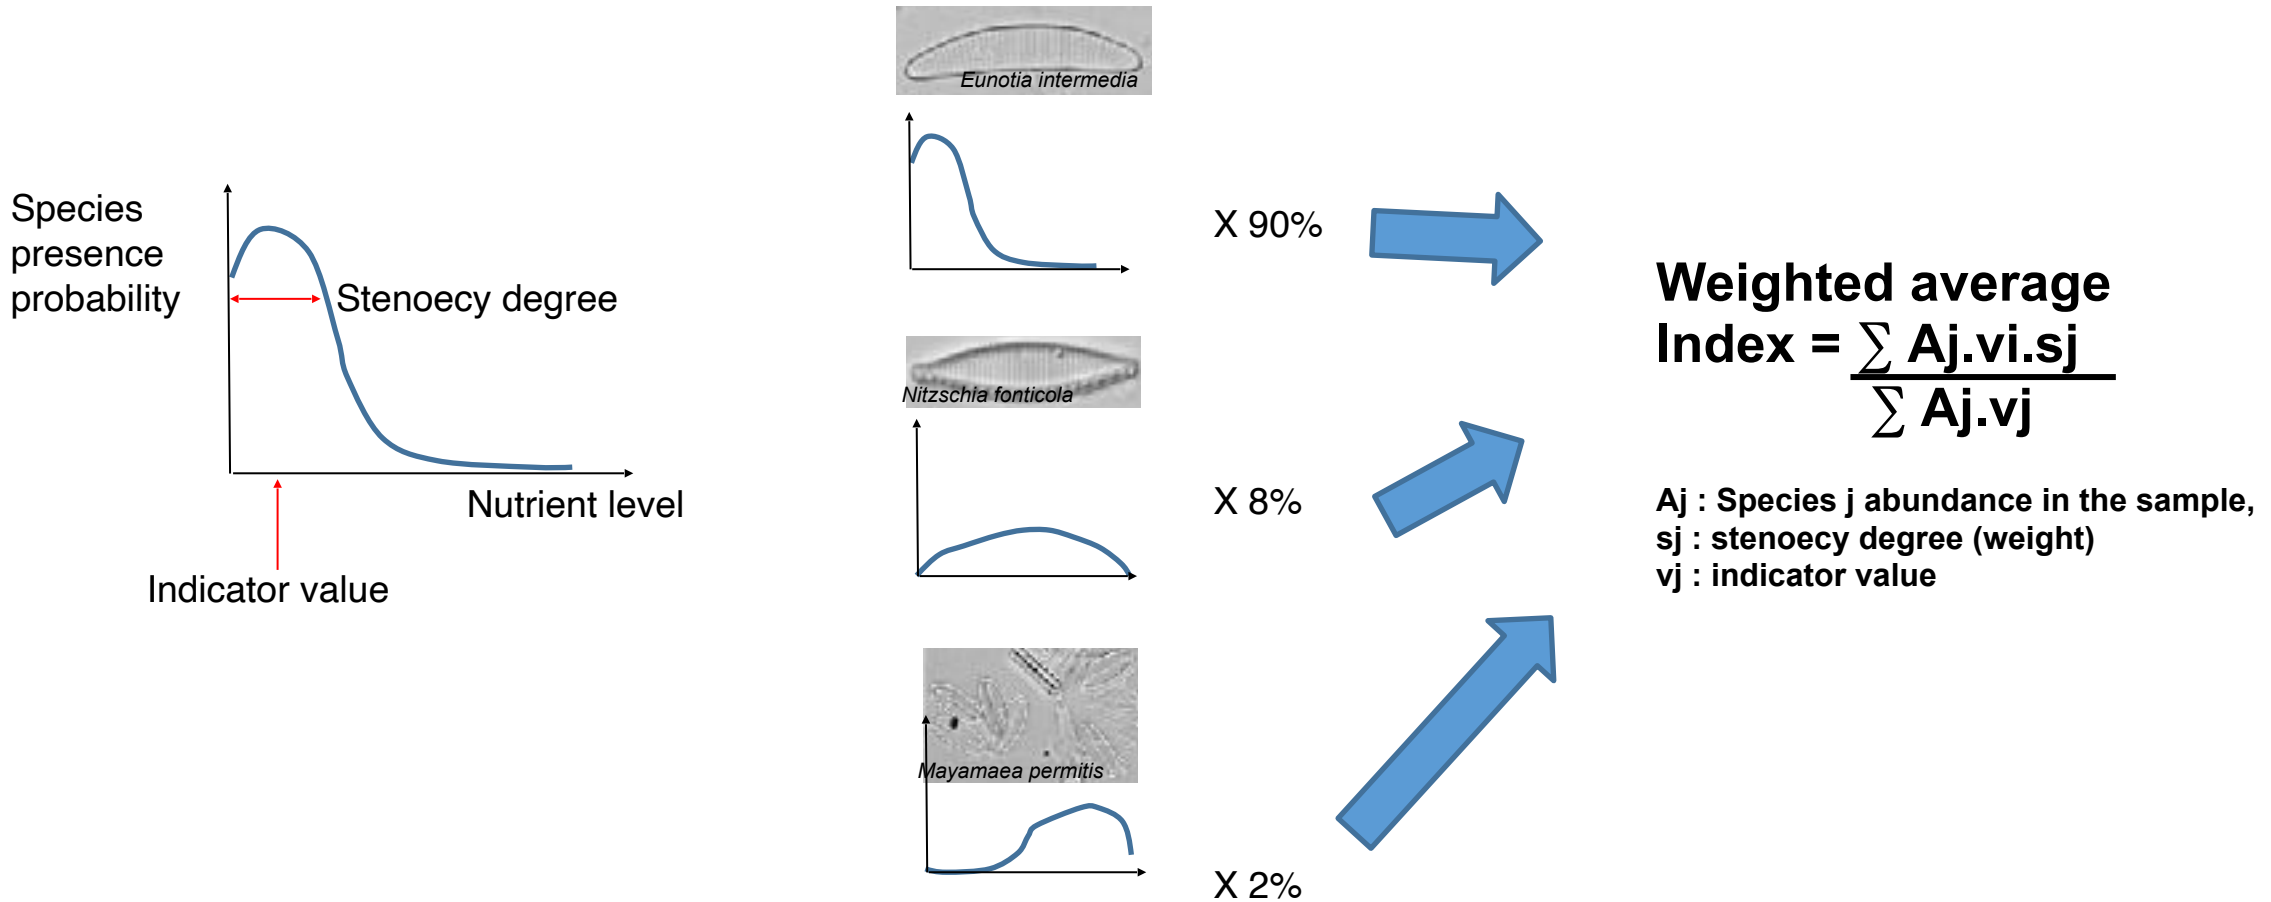 Species
presence
probability
Stenoecy degree
Nutrient level
Indicator value
Eunotia intermedia
X 90%
Nitzschia fonticola
X 8%
Mayamaea permitis
X 2%
Weighted average
Index = ∑ Aj.vi.sj
∑ Aj.vj
Aj : Species j abundance in the sample,
sj : stenoecy degree (weight)
vj : indicator value